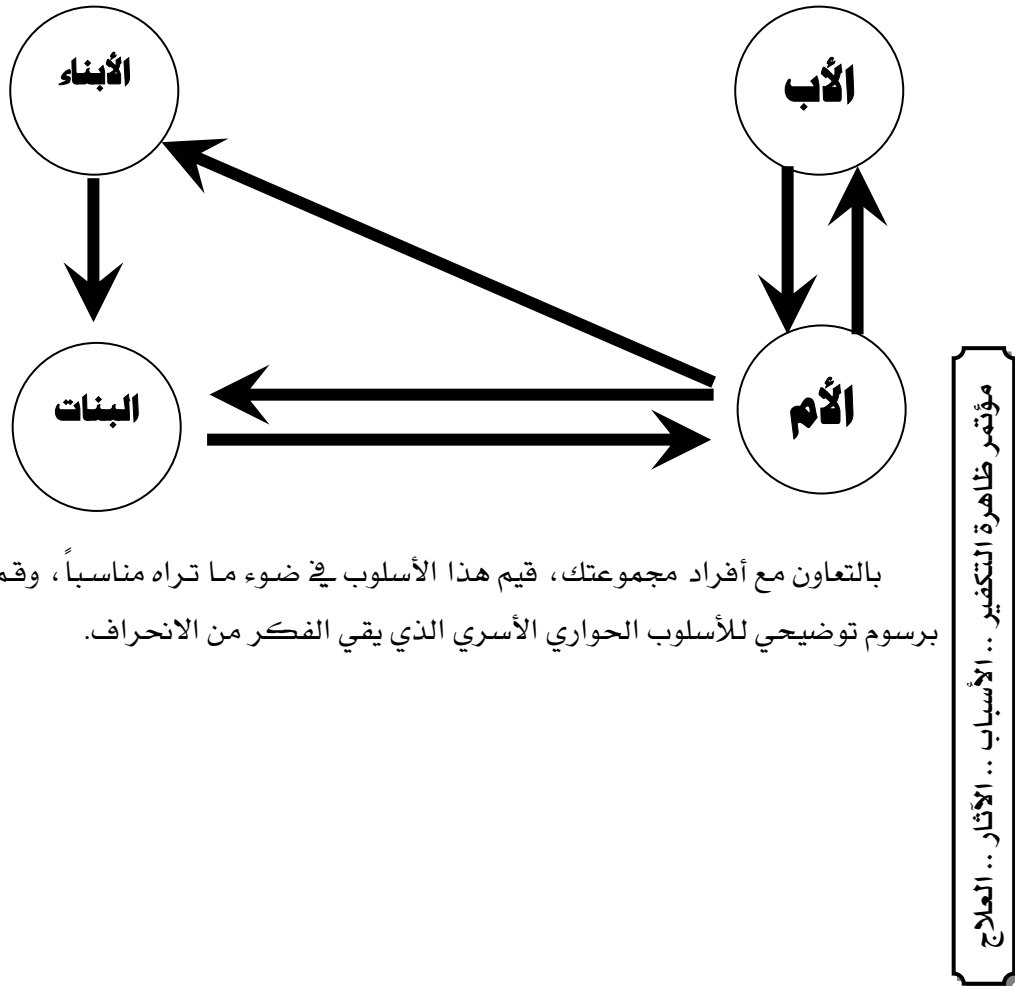 الأب
الأبناء
الأم
البنات
بالتعاون مع أفراد مجموعتك، قيم هذا الأسلوب في ضوء ما تراه مناسباً، وقم
برسوم توضيحي للأسلوب الحواري الأسري الذي يقي الفكر من الانحراف.
مؤتمر ظاهرة التكفير .. الأسباب .. الآثار .. العلاج